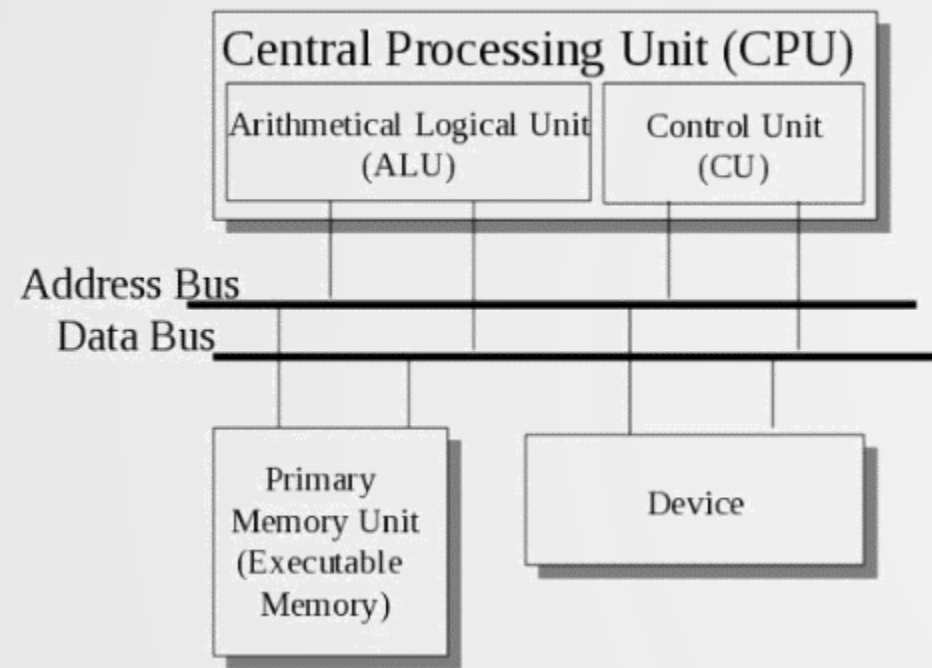 Central Processing Unit (CPU)
Arithmetical Logical Unit
(ALU)
Control Unit
(CU)
Address Bus
Data Bus
Primary
Memory Unit
(Executable
Memory)
Device